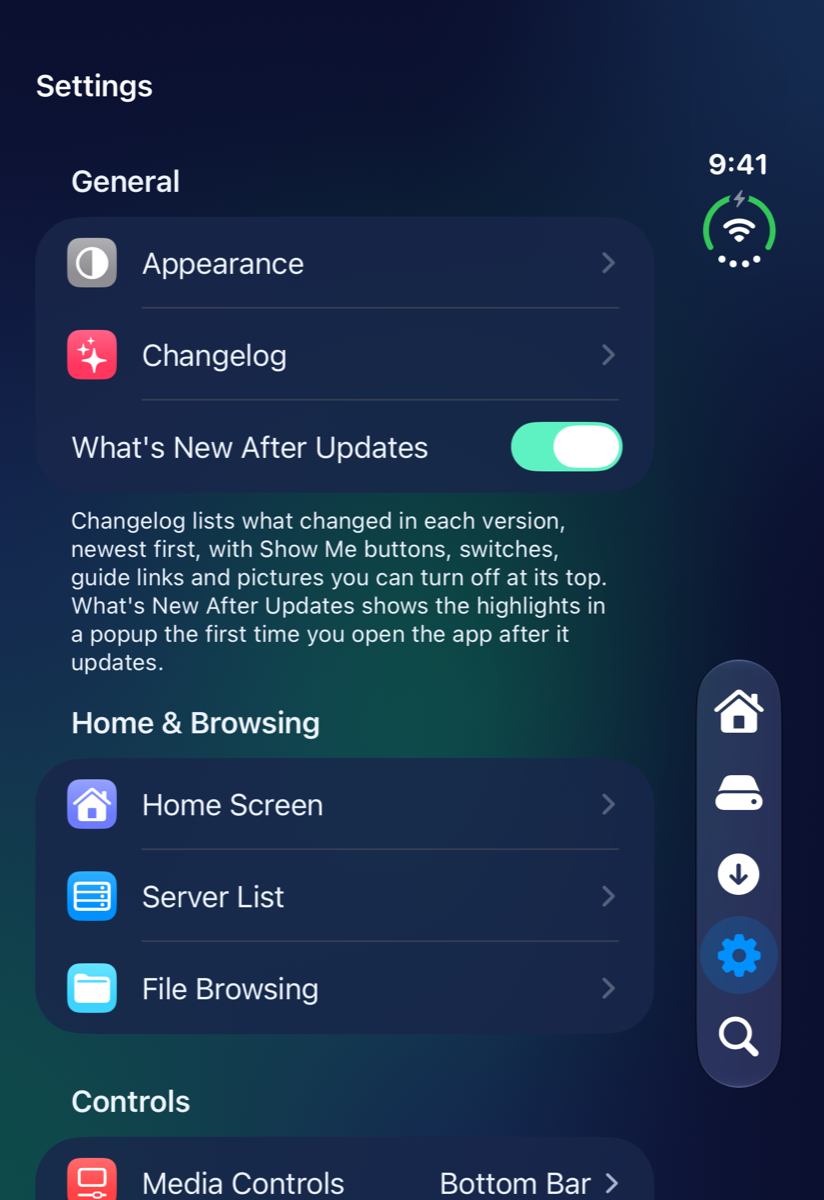 Settings
9:41
General
Appearance
Changelog
What's New After Updates
Changelog lists what changed in each version,
newest first, with Show Me buttons, switches,
guide links and pictures you can turn off at its top.
What's New After Updates shows the highlights in
a popup the first time you open the app after it
updates.
Home & Browsing
Home Screen
Server List
File Browsing
Controls
Media Controls
Bottom Bar